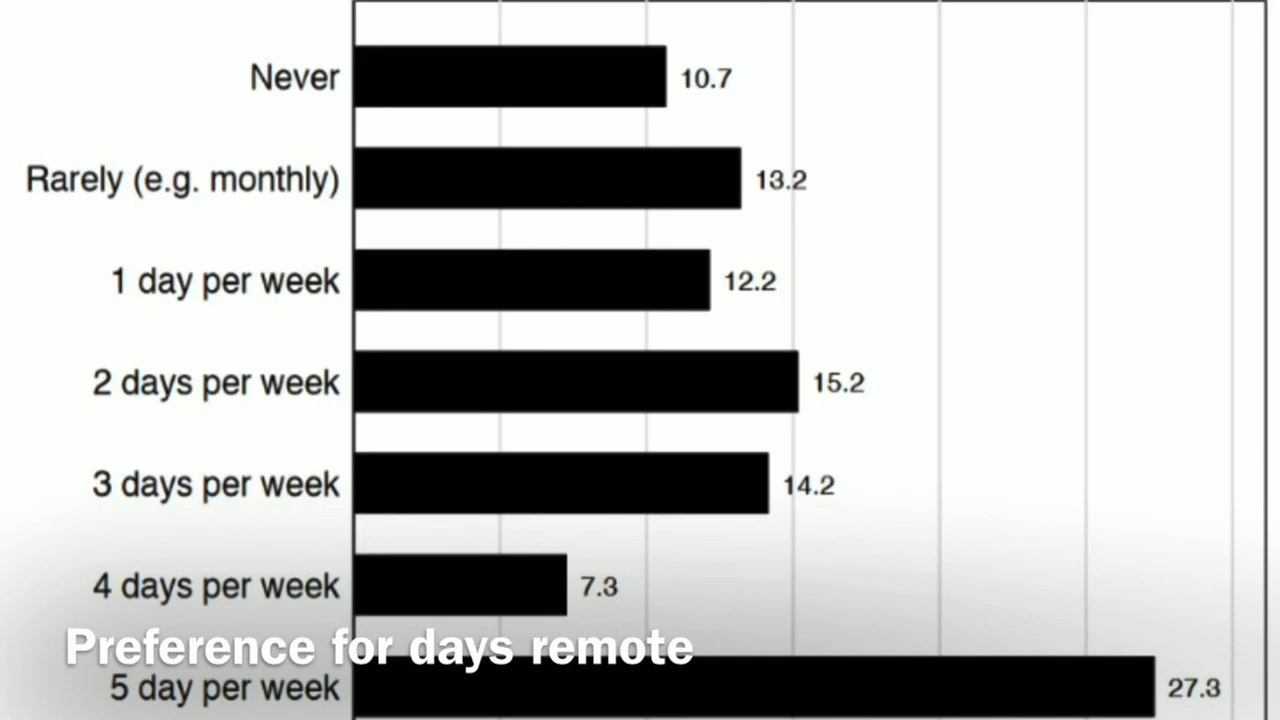 Never 10.7
Rarely (e.g. monthly) 13.2
1 day per week 12.2
2 days per week 15.2
3 days per week 14.2
4 days per week 7.3
Preference for days remote
5 day per week 27.3